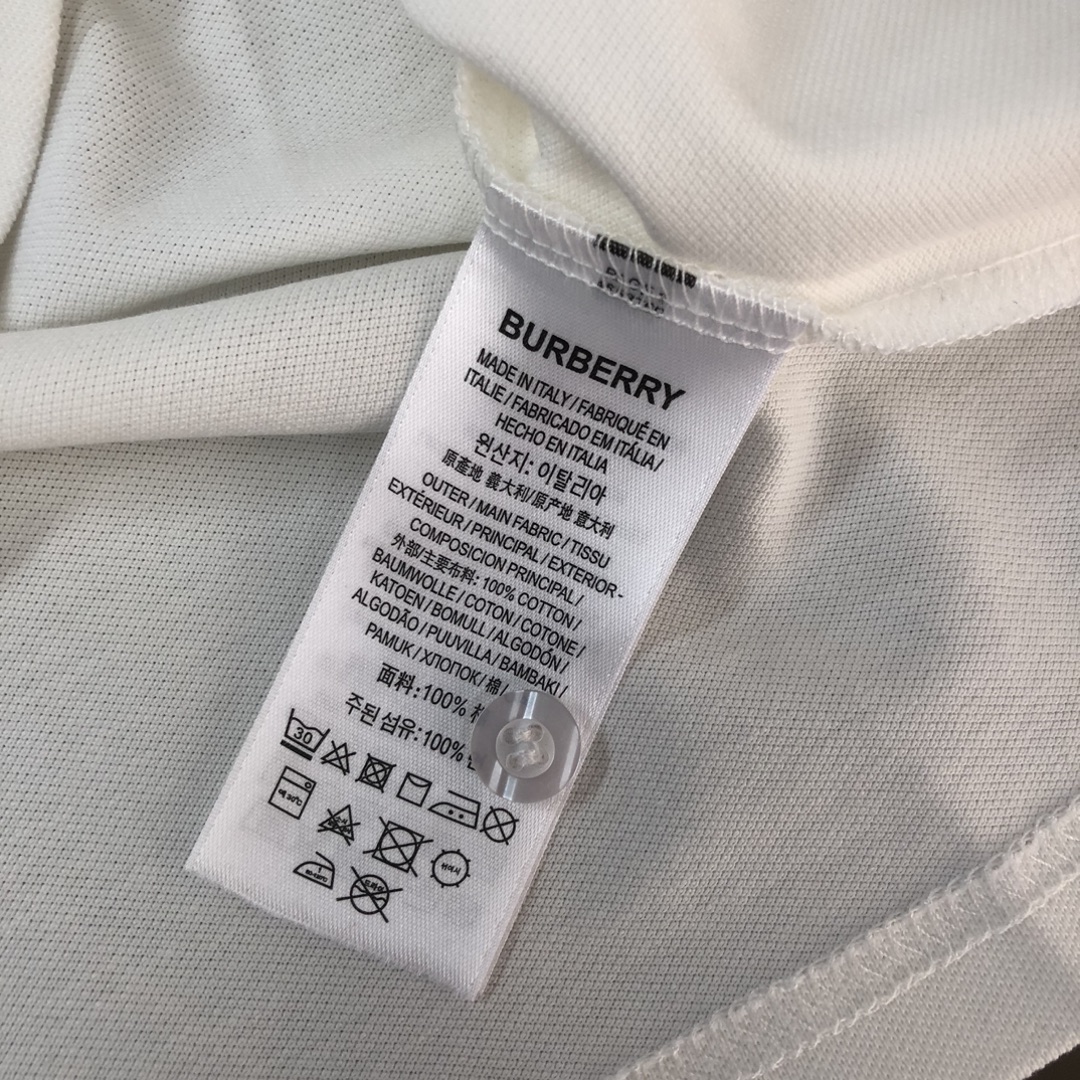 BURBERRY
MADE IN ITALY / FABRIQUÉ EN
ITALIE / FABRICADO EM ITÁLIA /
HECHO EN ITALIA
원산지: 이탈리아
原產地 義大利/原产地 意大利
OUTER / MAIN FABRIC / TISSU
EXTÉRIEUR / PRINCIPAL / EXTERIOR -
COMPOSICION PRINCIPAL /
外部/主要布料: 100% COTTON /
BAUMWOLLE / COTON / COTONE /
KATOEN / BOMULL / ALGODÓN /
ALGODÃO / PUUVILLA / BAMBAKI /
PAMUK / ХЛОПОК / 棉/
面料: 100%
주된 섬유: 100%
30